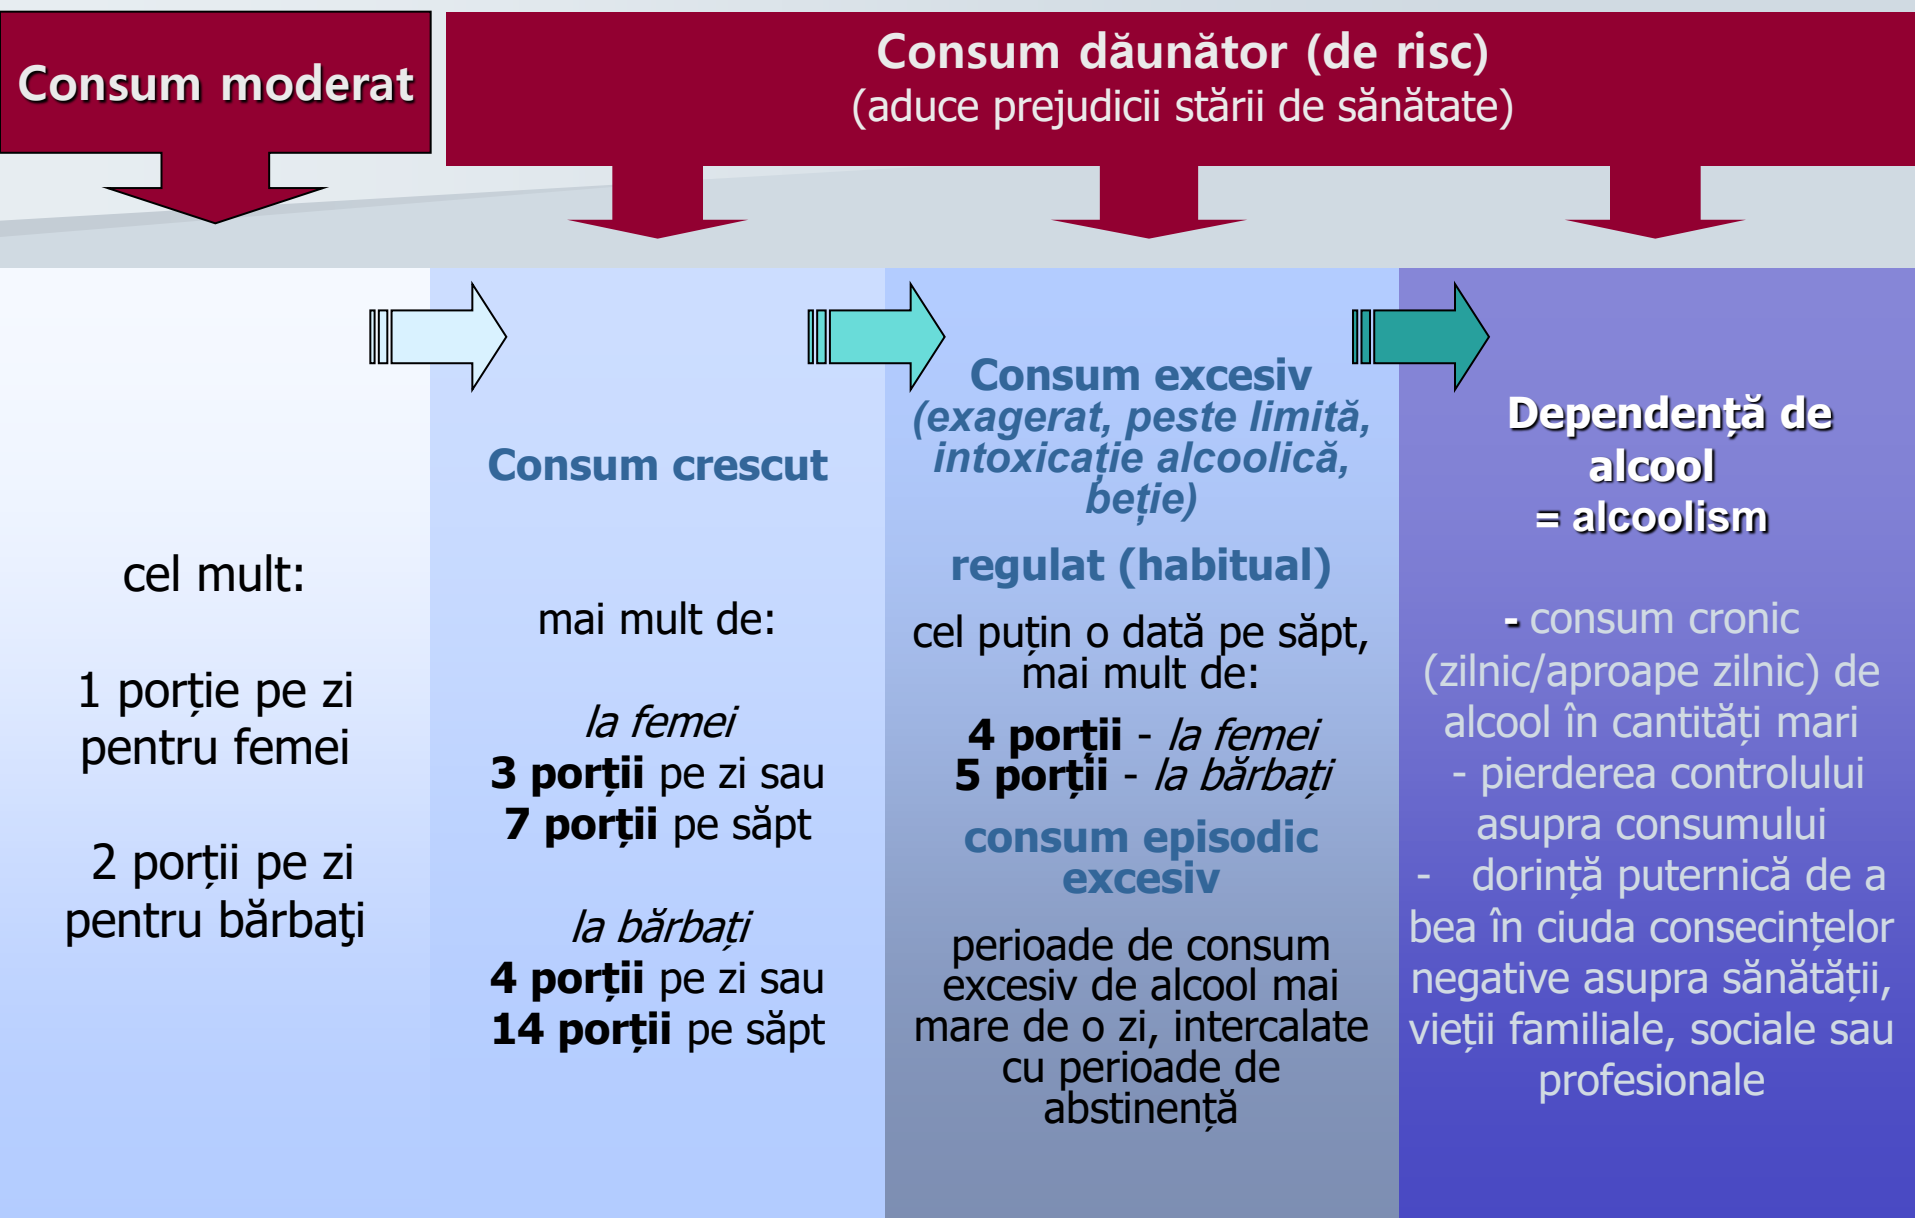 Consum moderat
Consum dăunător (de risc)
(aduce prejudicii stării de sănătate)
cel mult:
1 porție pe zi
pentru femei
2 porții pe zi
pentru bărbaţi
Consum crescut
mai mult de:
la femei
3 porții pe zi sau
7 porții pe săpt
la bărbați
4 porții pe zi sau
14 porții pe săpt
Consum excesiv
(exagerat, peste limită,
intoxicație alcoolică,
beție)
regulat (habitual)
cel puțin o dată pe săpt,
mai mult de:
4 porții - la femei
5 porții - la bărbați
consum episodic
excesiv
perioade de consum
excesiv de alcool mai
mare de o zi, intercalate
cu perioade de
abstinență
Dependență de
alcool
= alcoolism
- consum cronic
(zilnic/aproape zilnic) de
alcool în cantități mari
- pierderea controlului
asupra consumului
- dorință puternică de a
bea în ciuda consecințelor
negative asupra sănătății,
vieții familiale, sociale sau
profesionale